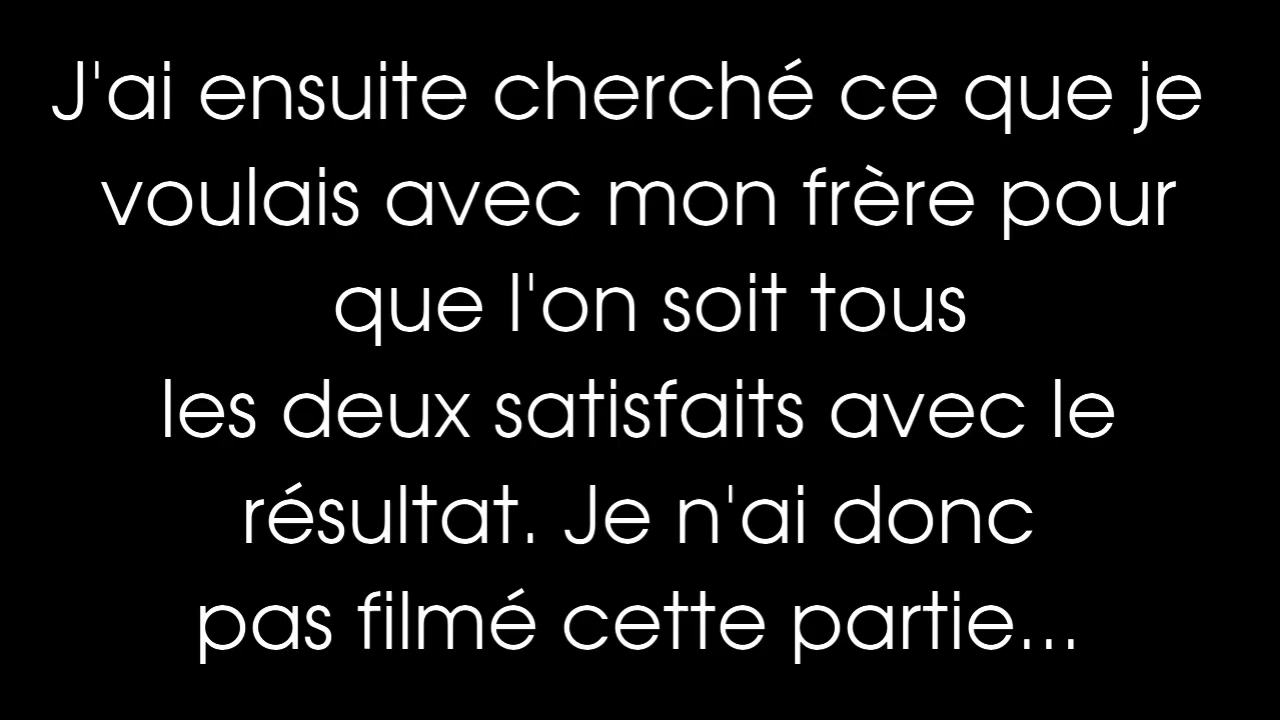 J'ai ensuite cherché ce que je
voulais avec mon frère pour
que l'on soit tous
les deux satisfaits avec le
résultat. Je n'ai donc
pas filmé cette partie...